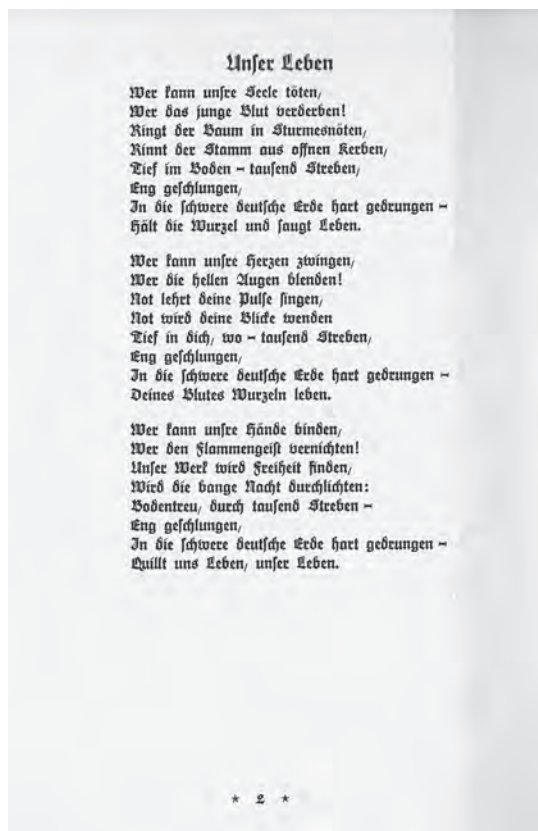 Unser Leben
Wer kann unsre Seele töten,
Wer das junge Blut verderben!
Ringt der Baum in Sturmesnöten,
Rinnt der Stamm aus offnen Kerben,
Tief im Boden – tausend Streben,
Eng geschlungen,
In die schwere deutsche Erde hart gedrungen –
Hält die Wurzel und saugt Leben.
Wer kann unsre Herzen zwingen,
Wer die hellen Augen blenden!
Not lehrt deine Pulse singen,
Not wird deine Blicke wenden
Tief in dich, wo – tausend Streben,
Eng geschlungen,
In die schwere deutsche Erde hart gedrungen –
Deines Blutes Wurzeln leben.
Wer kann unsre Hände binden,
Wer den Flammengeist vernichten!
Unser Werk wird Freiheit finden,
Wird die bange Nacht durchlichten:
Bodentreu, durch tausend Streben –
Eng geschlungen,
In die schwere deutsche Erde hart gedrungen –
Quillt uns Leben, unser Leben.
* 2 *